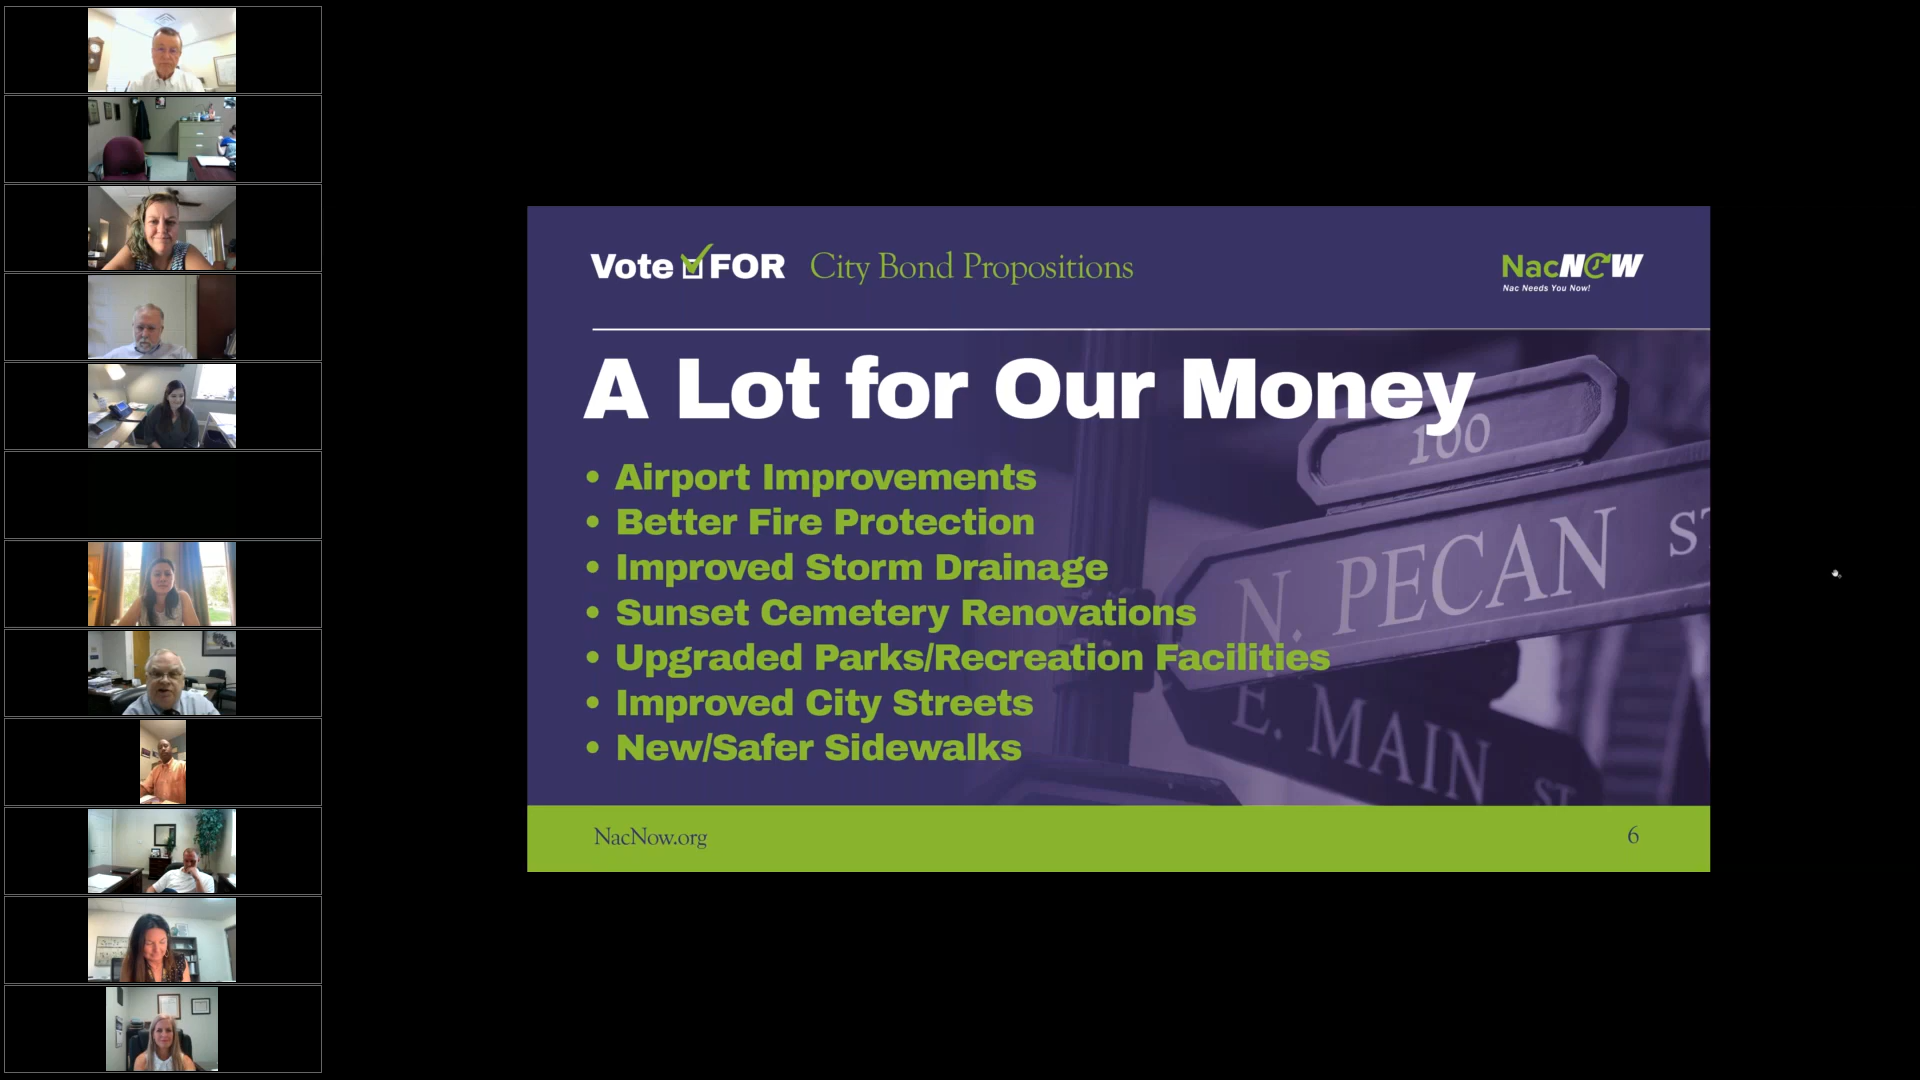 Vote FOR City Bond Propositions
NacNOW
Nac Needs You Now!
A Lot for Our Money
• Airport Improvements
• Better Fire Protection
• Improved Storm Drainage
• Sunset Cemetery Renovations
• Upgraded Parks/Recreation Facilities
• Improved City Streets
• New/Safer Sidewalks
100
N. PECAN ST
E. MAIN ST
NacNow.org
6